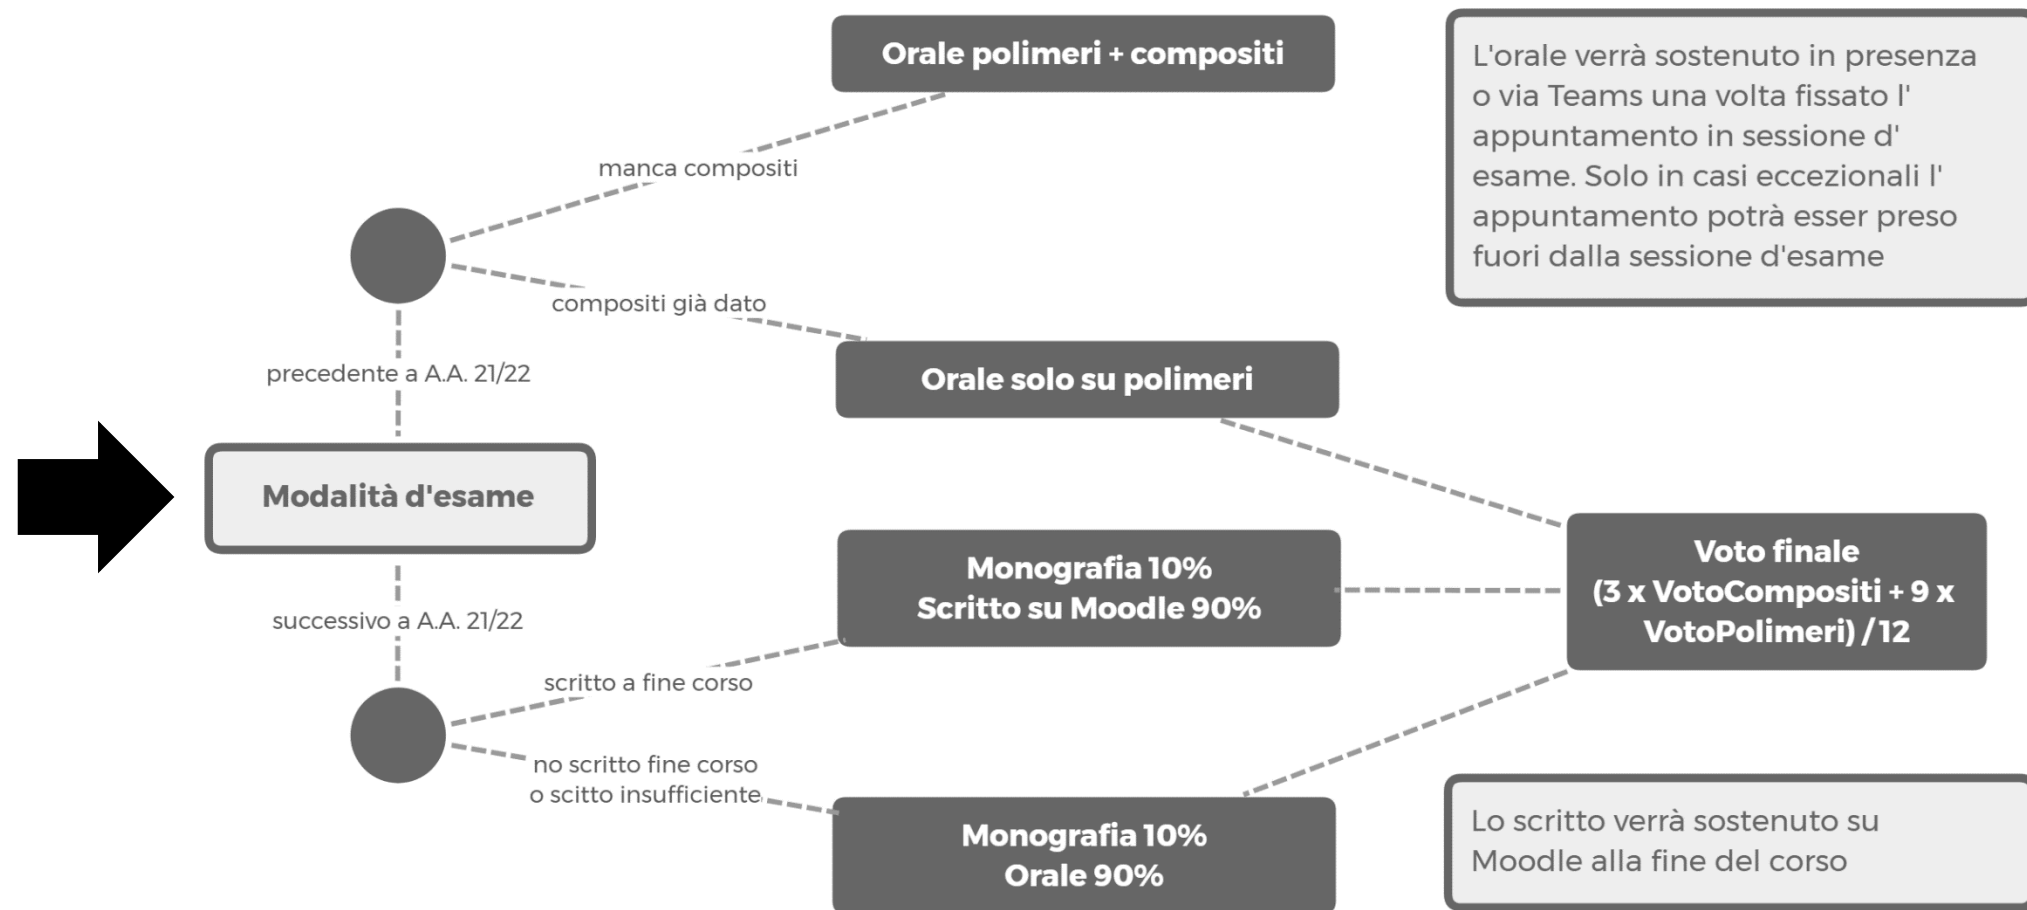 Orale polimeri + compositi
L'orale verrà sostenuto in presenza
o via Teams una volta fissato l'
appuntamento in sessione d'
esame. Solo in casi eccezionali l'
appuntamento potrà esser preso
fuori dalla sessione d'esame
manca compositi
compositi già dato
precedente a A.A. 21/22
Orale solo su polimeri
Modalità d'esame
Monografia 10%
Scritto su Moodle 90%
Voto finale
(3 x VotoCompositi + 9 x
VotoPolimeri) / 12
successivo a A.A. 21/22
scritto a fine corso
no scritto fine corso
o scitto insufficiente
Monografia 10%
Orale 90%
Lo scritto verrà sostenuto su
Moodle alla fine del corso